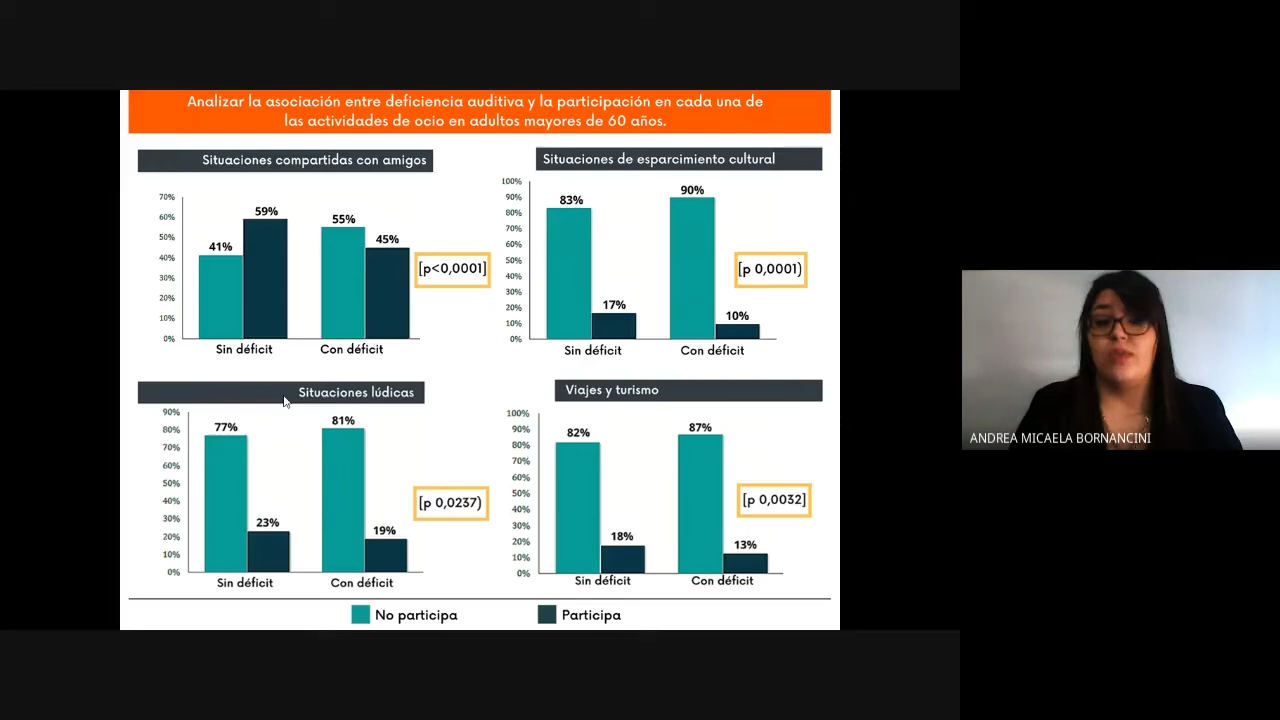 Analizar la asociación entre deficiencia auditiva y la participación en cada una de
las actividades de ocio en adultos mayores de 60 años.
Situaciones compartidas con amigos
70%
60%
50%
40%
30%
20%
10%
0%
41%
59%
55%
45%
[p<0,0001]
Sin déficit
Con déficit
Situaciones de esparcimiento cultural
100%
90%
80%
70%
60%
50%
40%
30%
20%
10%
0%
83%
17%
90%
10%
[p 0,0001)
Sin déficit
Con déficit
Situaciones lúdicas
90%
80%
70%
60%
50%
40%
30%
20%
10%
0%
77%
23%
81%
19%
[p 0,0237)
Sin déficit
Con déficit
Viajes y turismo
100%
90%
80%
70%
60%
50%
40%
30%
20%
10%
0%
82%
18%
87%
13%
[p 0,0032]
Sin déficit
Con déficit
No participa
Participa
ANDREA MICAELA BORNANCINI